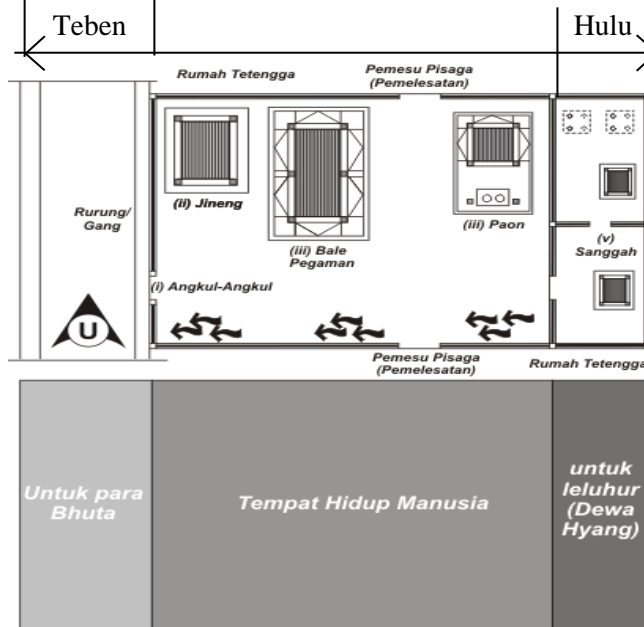 Teben
Hulu
Rumah Tetengga
Pemesu Pisaga
(Pemelesatan)
(ii) Jineng
(iii) Paon
Rurung/
Gang
(iii) Bale
Pegaman
(v)
Sanggah
(i) Angkul-Angkul
U
Pemesu Pisaga
(Pemelesatan)
Rumah Tetengga
Untuk para
Bhuta
Tempat Hidup Manusia
untuk
leluhur
(Dewa
Hyang)